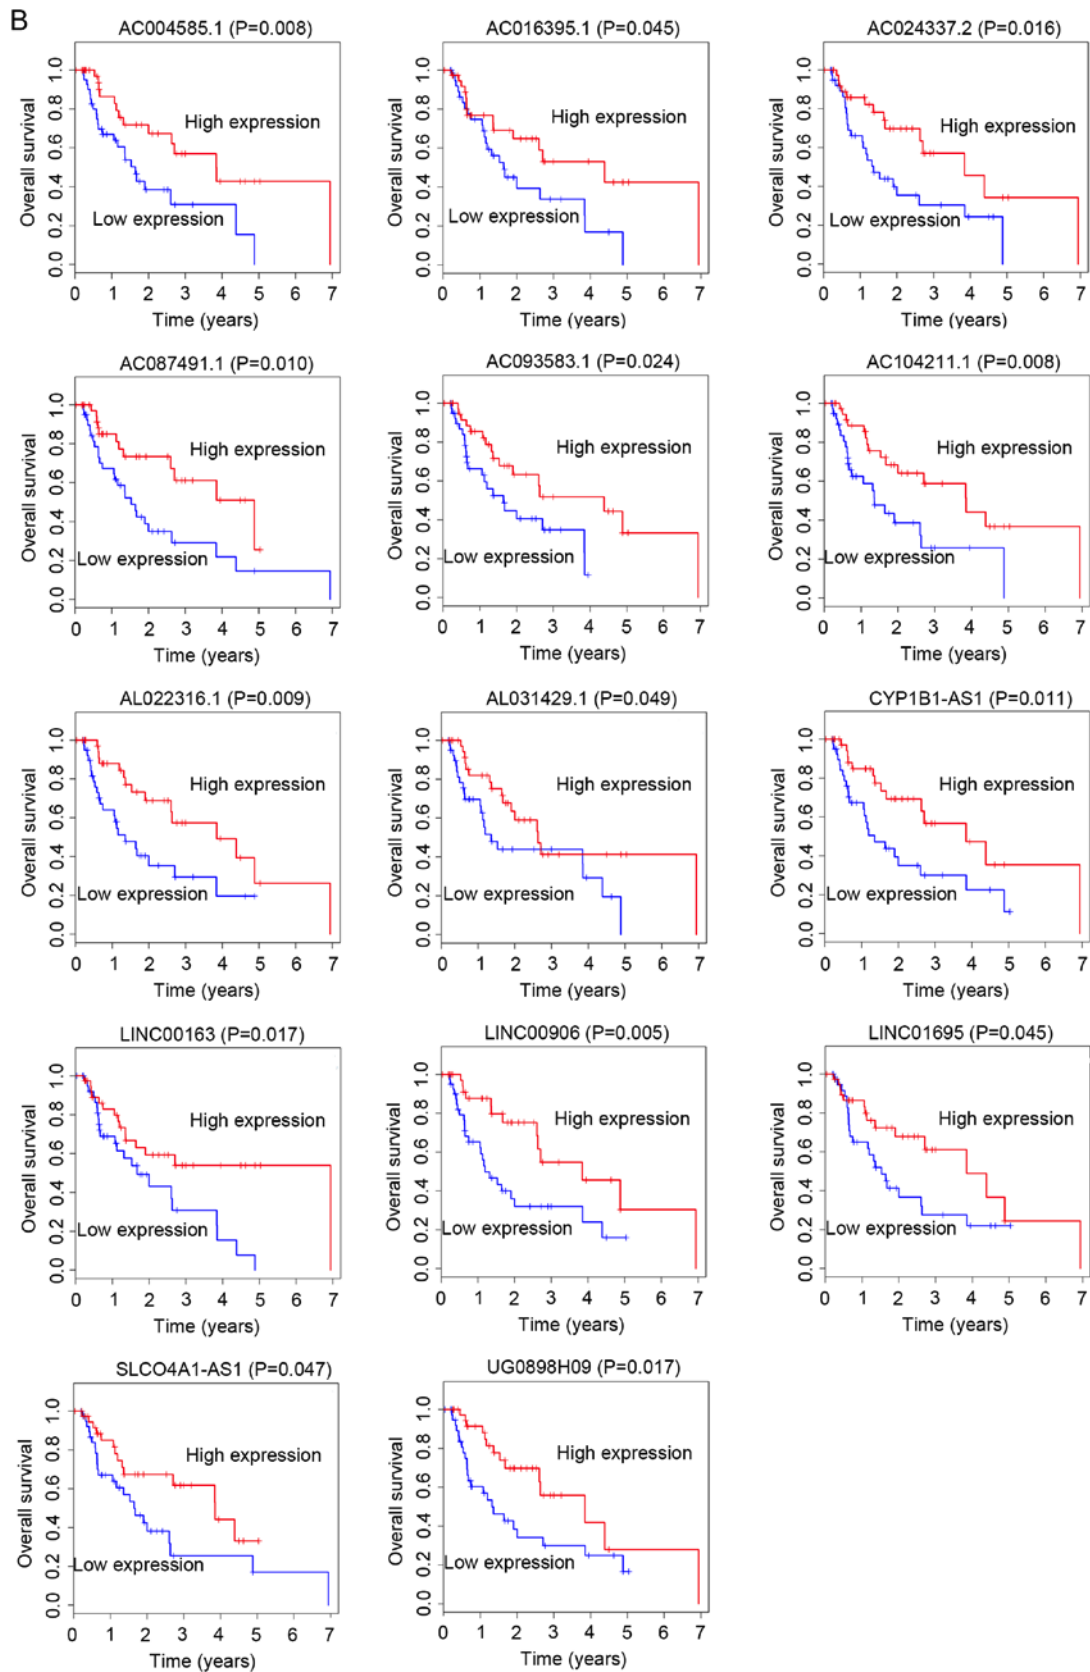 B
AC004585.1 (P=0.008)
AC016395.1 (P=0.045)
AC024337.2 (P=0.016)
Overall survival
0.0 0.2 0.4 0.6 0.8 1.0
High expression
Low expression
0 1 2 3 4 5 6 7
Time (years)
Overall survival
0.0 0.2 0.4 0.6 0.8 1.0
High expression
Low expression
0 1 2 3 4 5 6 7
Time (years)
Overall survival
0.0 0.2 0.4 0.6 0.8 1.0
High expression
Low expression
0 1 2 3 4 5 6 7
Time (years)
AC087491.1 (P=0.010)
AC093583.1 (P=0.024)
AC104211.1 (P=0.008)
Overall survival
0.0 0.2 0.4 0.6 0.8 1.0
High expression
Low expression
0 1 2 3 4 5 6 7
Time (years)
Overall survival
0.0 0.2 0.4 0.6 0.8 1.0
High expression
Low expression
0 1 2 3 4 5 6 7
Time (years)
Overall survival
0.0 0.2 0.4 0.6 0.8 1.0
High expression
Low expression
0 1 2 3 4 5 6 7
Time (years)
AL022316.1 (P=0.009)
AL031429.1 (P=0.049)
CYP1B1-AS1 (P=0.011)
Overall survival
0.0 0.2 0.4 0.6 0.8 1.0
High expression
Low expression
0 1 2 3 4 5 6 7
Time (years)
Overall survival
0.0 0.2 0.4 0.6 0.8 1.0
High expression
Low expression
0 1 2 3 4 5 6 7
Time (years)
Overall survival
0.0 0.2 0.4 0.6 0.8 1.0
High expression
Low expression
0 1 2 3 4 5 6 7
Time (years)
LINC00163 (P=0.017)
LINC00906 (P=0.005)
LINC01695 (P=0.045)
Overall survival
0.0 0.2 0.4 0.6 0.8 1.0
High expression
Low expression
0 1 2 3 4 5 6 7
Time (years)
Overall survival
0.0 0.2 0.4 0.6 0.8 1.0
High expression
Low expression
0 1 2 3 4 5 6 7
Time (years)
Overall survival
0.0 0.2 0.4 0.6 0.8 1.0
High expression
Low expression
0 1 2 3 4 5 6 7
Time (years)
SLCO4A1-AS1 (P=0.047)
UG0898H09 (P=0.017)
Overall survival
0.0 0.2 0.4 0.6 0.8 1.0
High expression
Low expression
0 1 2 3 4 5 6 7
Time (years)
Overall survival
0.0 0.2 0.4 0.6 0.8 1.0
High expression
Low expression
0 1 2 3 4 5 6 7
Time (years)